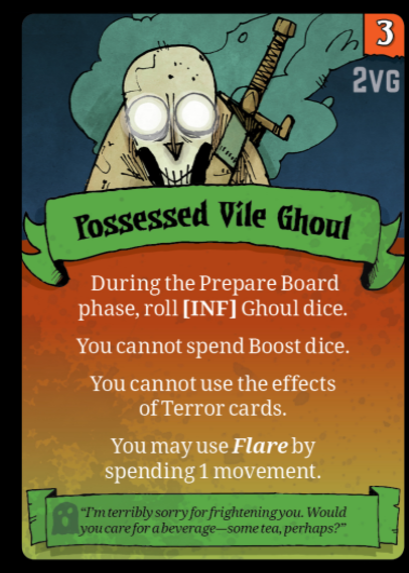 3
2VG
Possessed Vile Ghoul
During the Prepare Board
phase, roll [INF] Ghoul dice.
You cannot spend Boost dice.
You cannot use the effects
of Terror cards.
You may use Flare by
spending 1 movement.
“I'm terribly sorry for frightening you. Would
you care for a beverage—some tea, perhaps?”